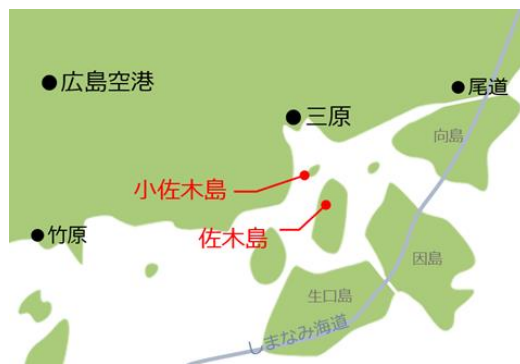 ●広島空港
●尾道
●三原
向島
小佐木島
佐木島
●竹原
因島
生口島
しまなみ海道